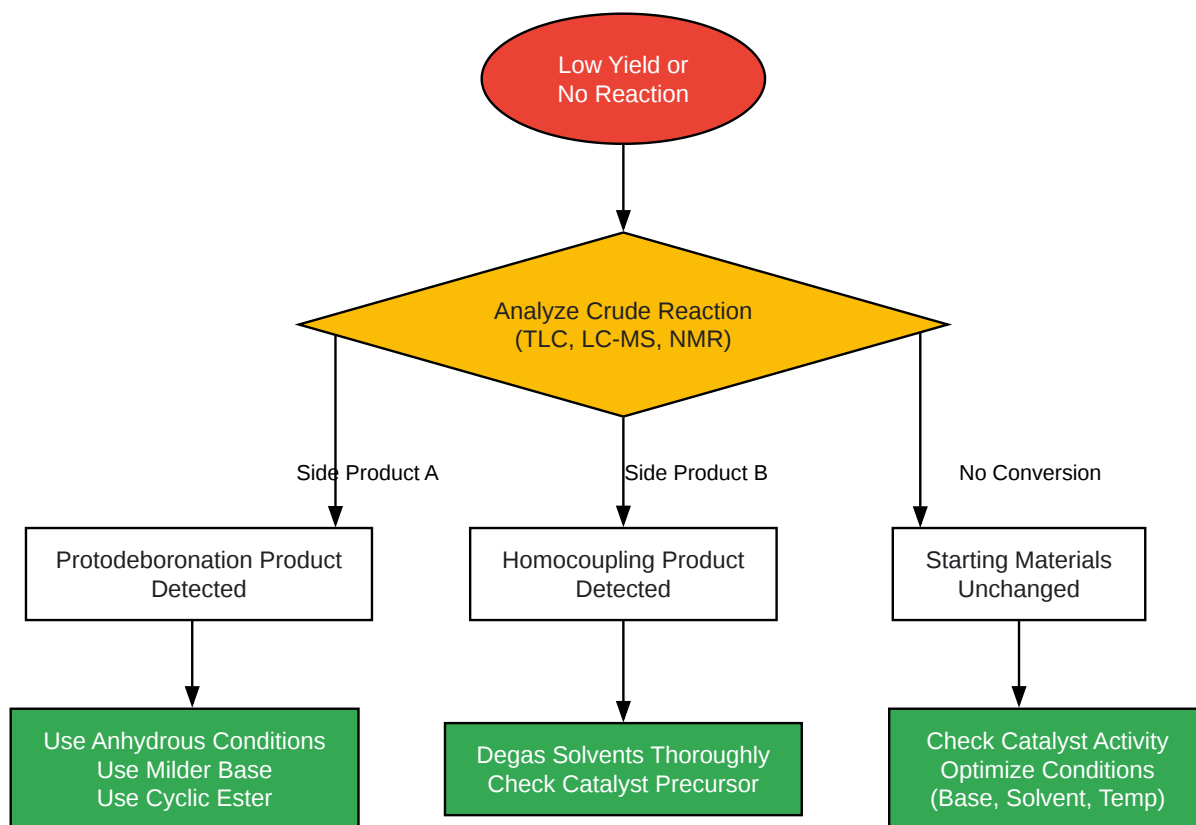 Low Yield or
No Reaction
Analyze Crude Reaction
(TLC, LC-MS, NMR)
Side Product A
Side Product B
No Conversion
Protodeboronation Product
Detected
Homocoupling Product
Detected
Starting Materials
Unchanged
Use Anhydrous Conditions
Use Milder Base
Use Cyclic Ester
Degas Solvents Thoroughly
Check Catalyst Precursor
Check Catalyst Activity
Optimize Conditions
(Base, Solvent, Temp)